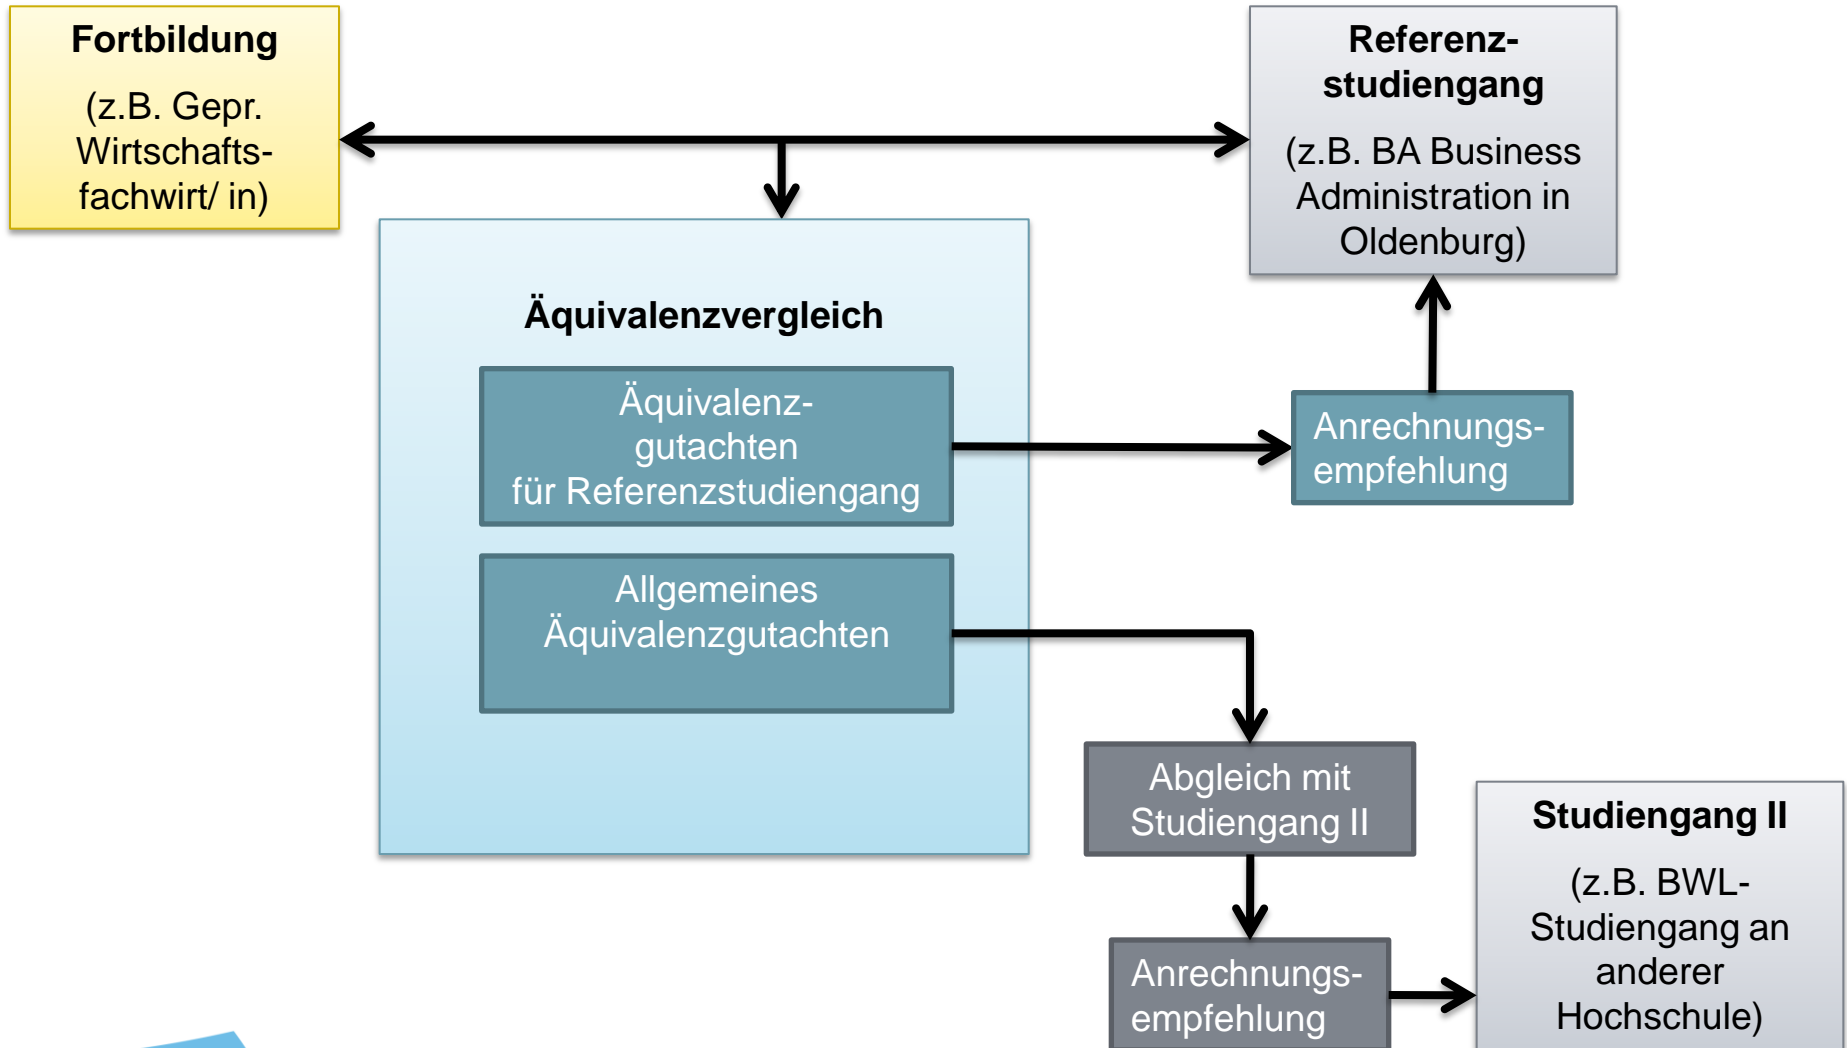 Fortbildung
(z.B. Gepr.
Wirtschafts-
fachwirt/ in)
Referenz-
studiengang
(z.B. BA Business
Administration in
Oldenburg)
Äquivalenzvergleich
Äquivalenz-
gutachten
für Referenzstudiengang
Anrechnungs-
empfehlung
Allgemeines
Äquivalenzgutachten
Abgleich mit
Studiengang II
Anrechnungs-
empfehlung
Studiengang II
(z.B. BWL-
Studiengang an
anderer
Hochschule)